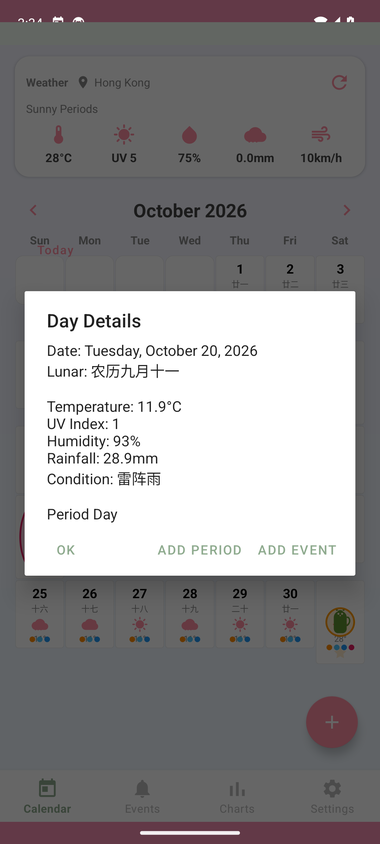 2:24
Weather Hong Kong
Sunny Periods
28°C UV 5 75% 0.0mm 10km/h
October 2026
Sun Mon Tue Wed Thu Fri Sat
Today
1 2 3
廿一 廿二 廿三
Day Details
Date: Tuesday, October 20, 2026
Lunar: 农历九月十一
Temperature: 11.9°C
UV Index: 1
Humidity: 93%
Rainfall: 28.9mm
Condition: 雷阵雨
Period Day
OK ADD PERIOD ADD EVENT
25 26 27 28 29 30
十六 十七 十八 十九 二十 廿一
28°
+
Calendar Events Charts Settings